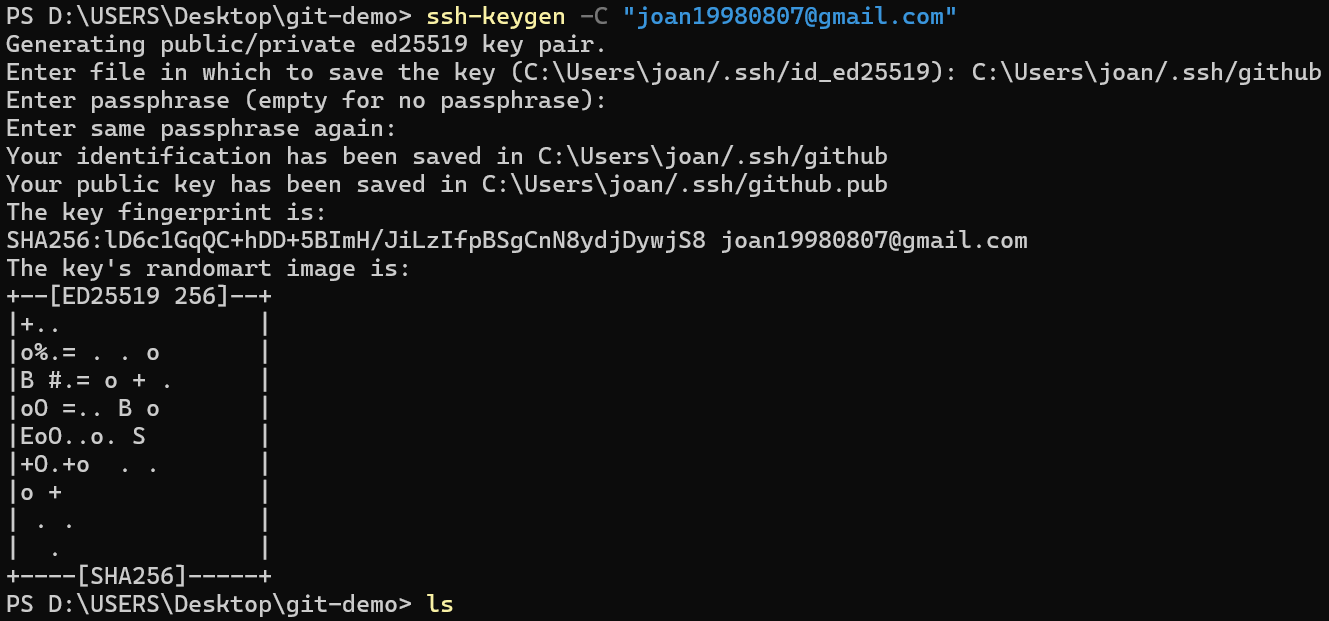 PS D:\USERS\Desktop\git-demo> ssh-keygen -C "joan19980807@gmail.com"
Generating public/private ed25519 key pair.
Enter file in which to save the key (C:\Users\joan/.ssh/id_ed25519): C:\Users\joan/.ssh/github
Enter passphrase (empty for no passphrase):
Enter same passphrase again:
Your identification has been saved in C:\Users\joan/.ssh/github
Your public key has been saved in C:\Users\joan/.ssh/github.pub
The key fingerprint is:
SHA256:lD6c1GqQC+hDD+5BImH/JiLzIfpBSgCnN8ydjDywjS8 joan19980807@gmail.com
The key's randomart image is:
+--[ED25519 256]--+
|+..              |
|o%.= . . o       |
|B #.= o + .      |
|oO =.. B o       |
|EoO..o. S        |
|+O.+o  . .       |
|o +              |
| . .             |
|  .              |
+----[SHA256]-----+
PS D:\USERS\Desktop\git-demo> ls